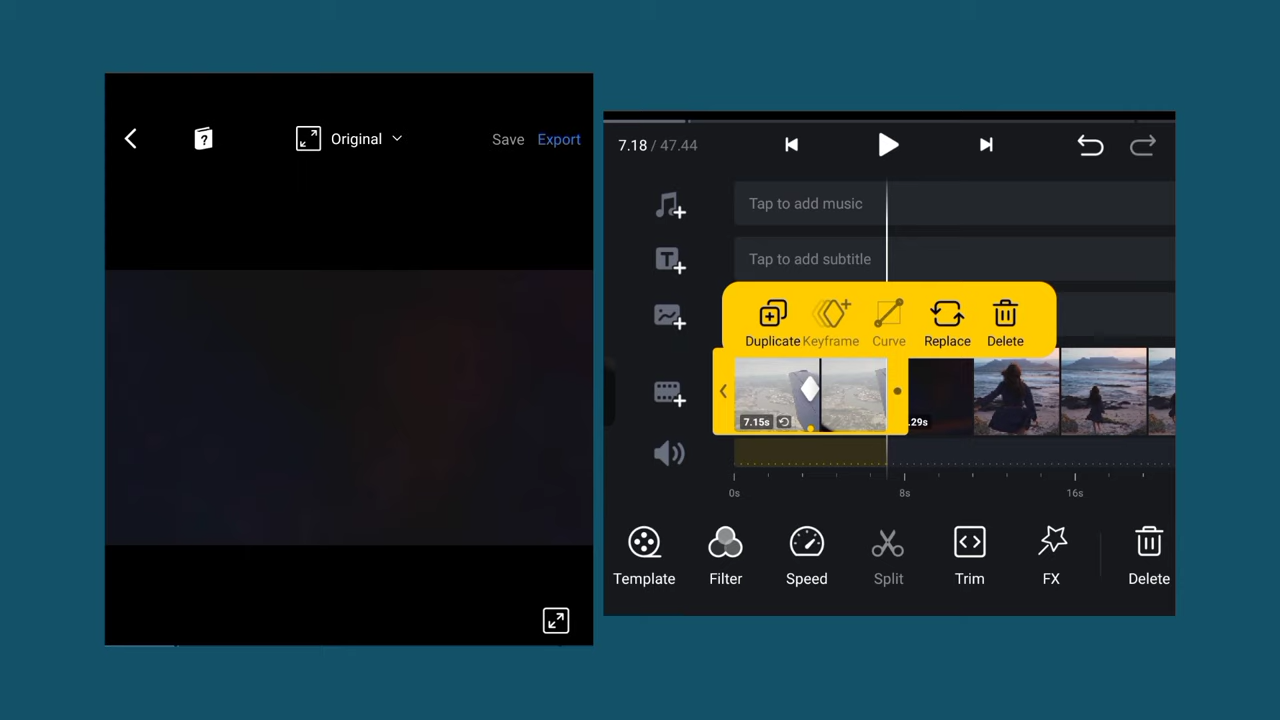 ?
Original
Save Export
7.18 / 47.44
Tap to add music
T
Tap to add subtitle
Duplicate Keyframe Curve Replace Delete
7.15s
.29s
0s 8s 16s
Template Filter Speed Split Trim FX Delete